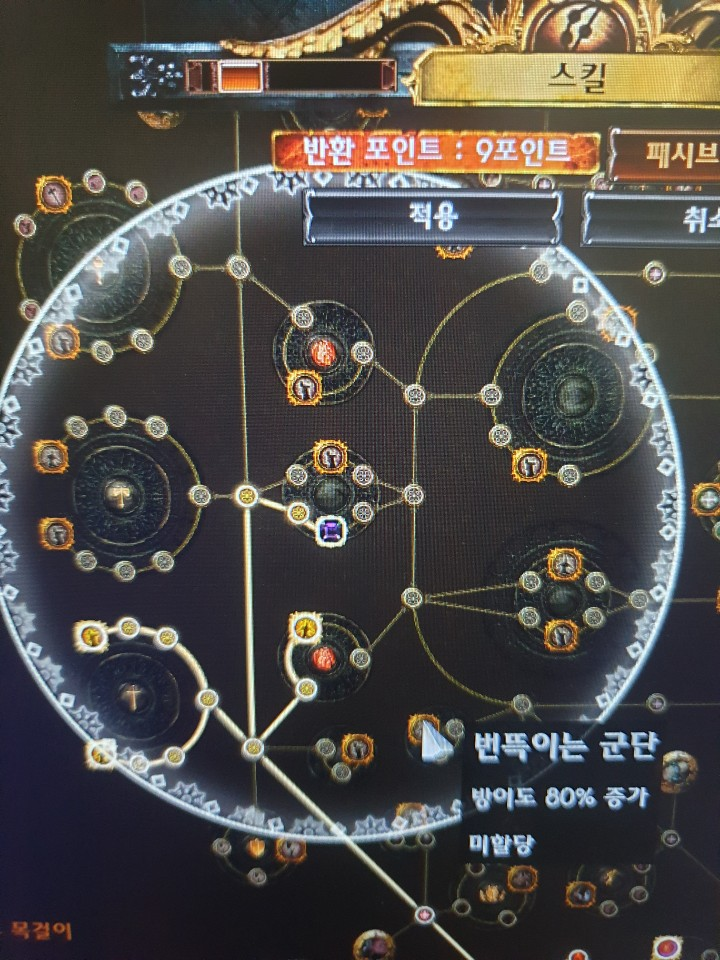 스킬
반환 포인트 : 9포인트
패시브
적용
취소
번뜩이는 군단
방어도 80% 증가
미할당
목걸이